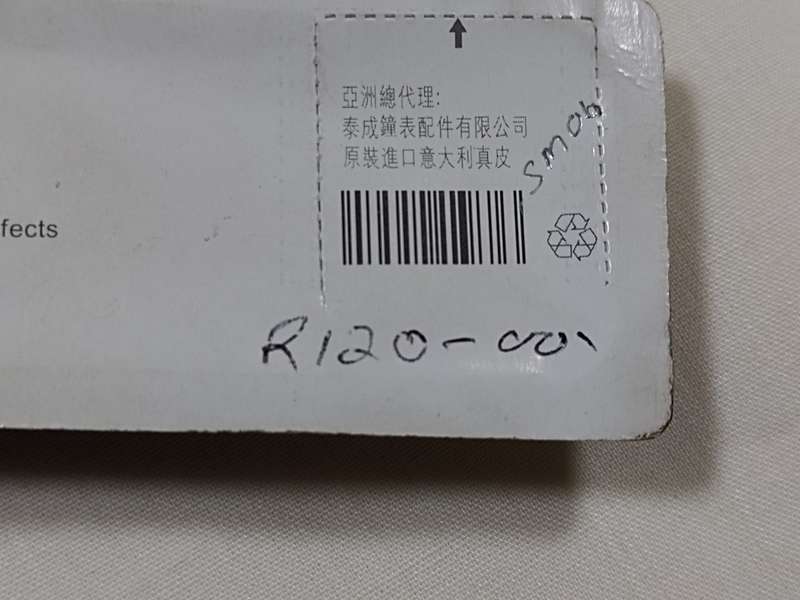 亞洲總代理:
泰成鐘表配件有限公司
原裝進口意大利真皮
smob
fects
R120-00